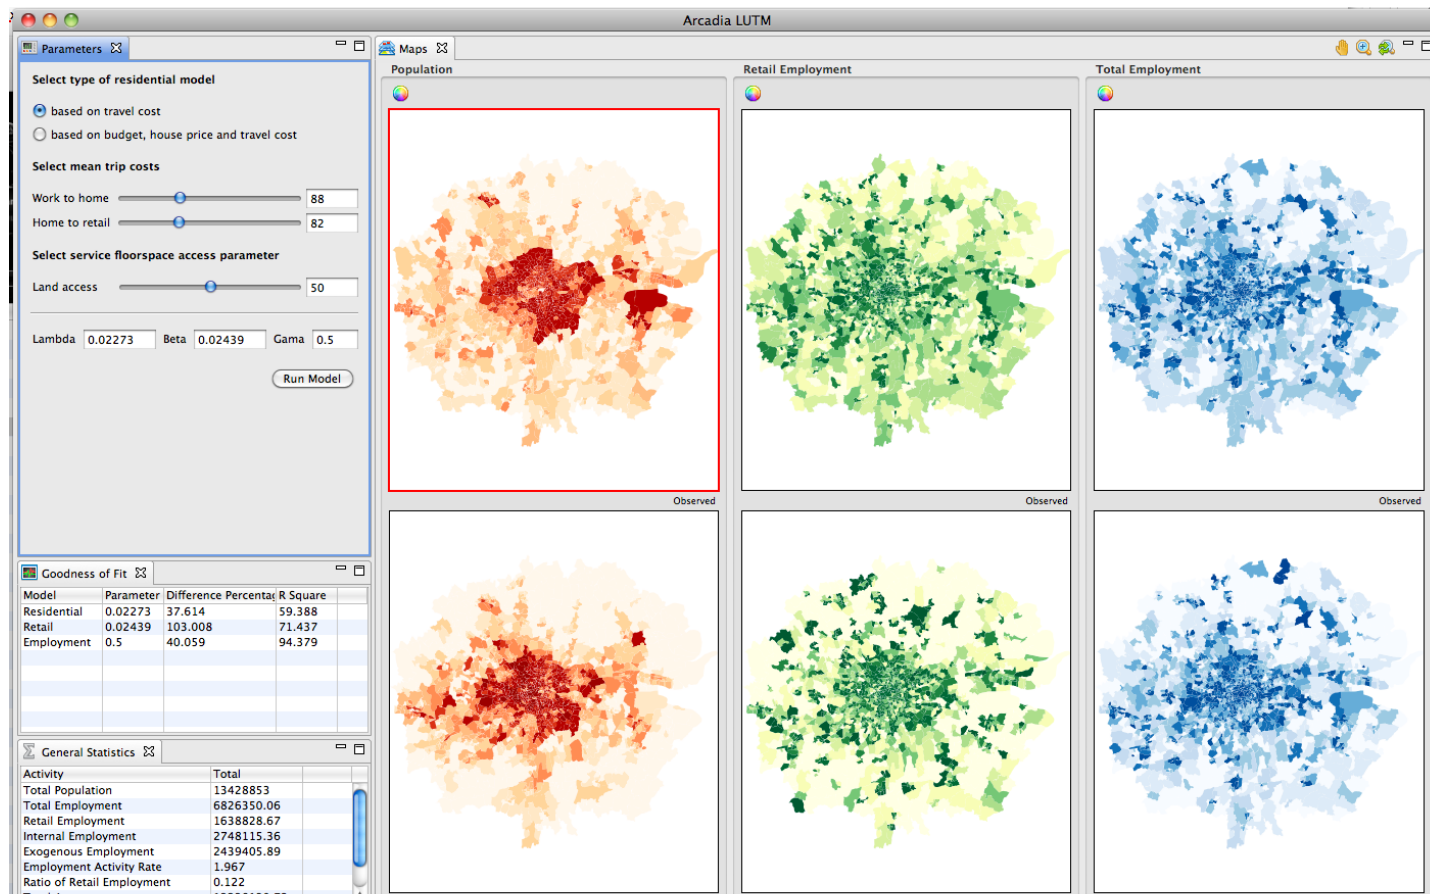 Arcadia LUTM
Parameters
Select type of residential model
based on travel cost
based on budget, house price and travel cost
Select mean trip costs
Work to home 88
Home to retail 82
Select service floorspace access parameter
Land access 50
Lambda 0.02273 Beta 0.02439 Gama 0.5
Run Model
Goodness of Fit
Model Parameter Difference Percentag R Square
Residential 0.02273 37.614 59.388
Retail 0.02439 103.008 71.437
Employment 0.5 40.059 94.379
General Statistics
Activity Total
Total Population 13428853
Total Employment 6826350.06
Retail Employment 1638828.67
Internal Employment 2748115.36
Exogenous Employment 2439405.89
Employment Activity Rate 1.967
Ratio of Retail Employment 0.122
Maps
Population Retail Employment Total Employment
Observed Observed Observed